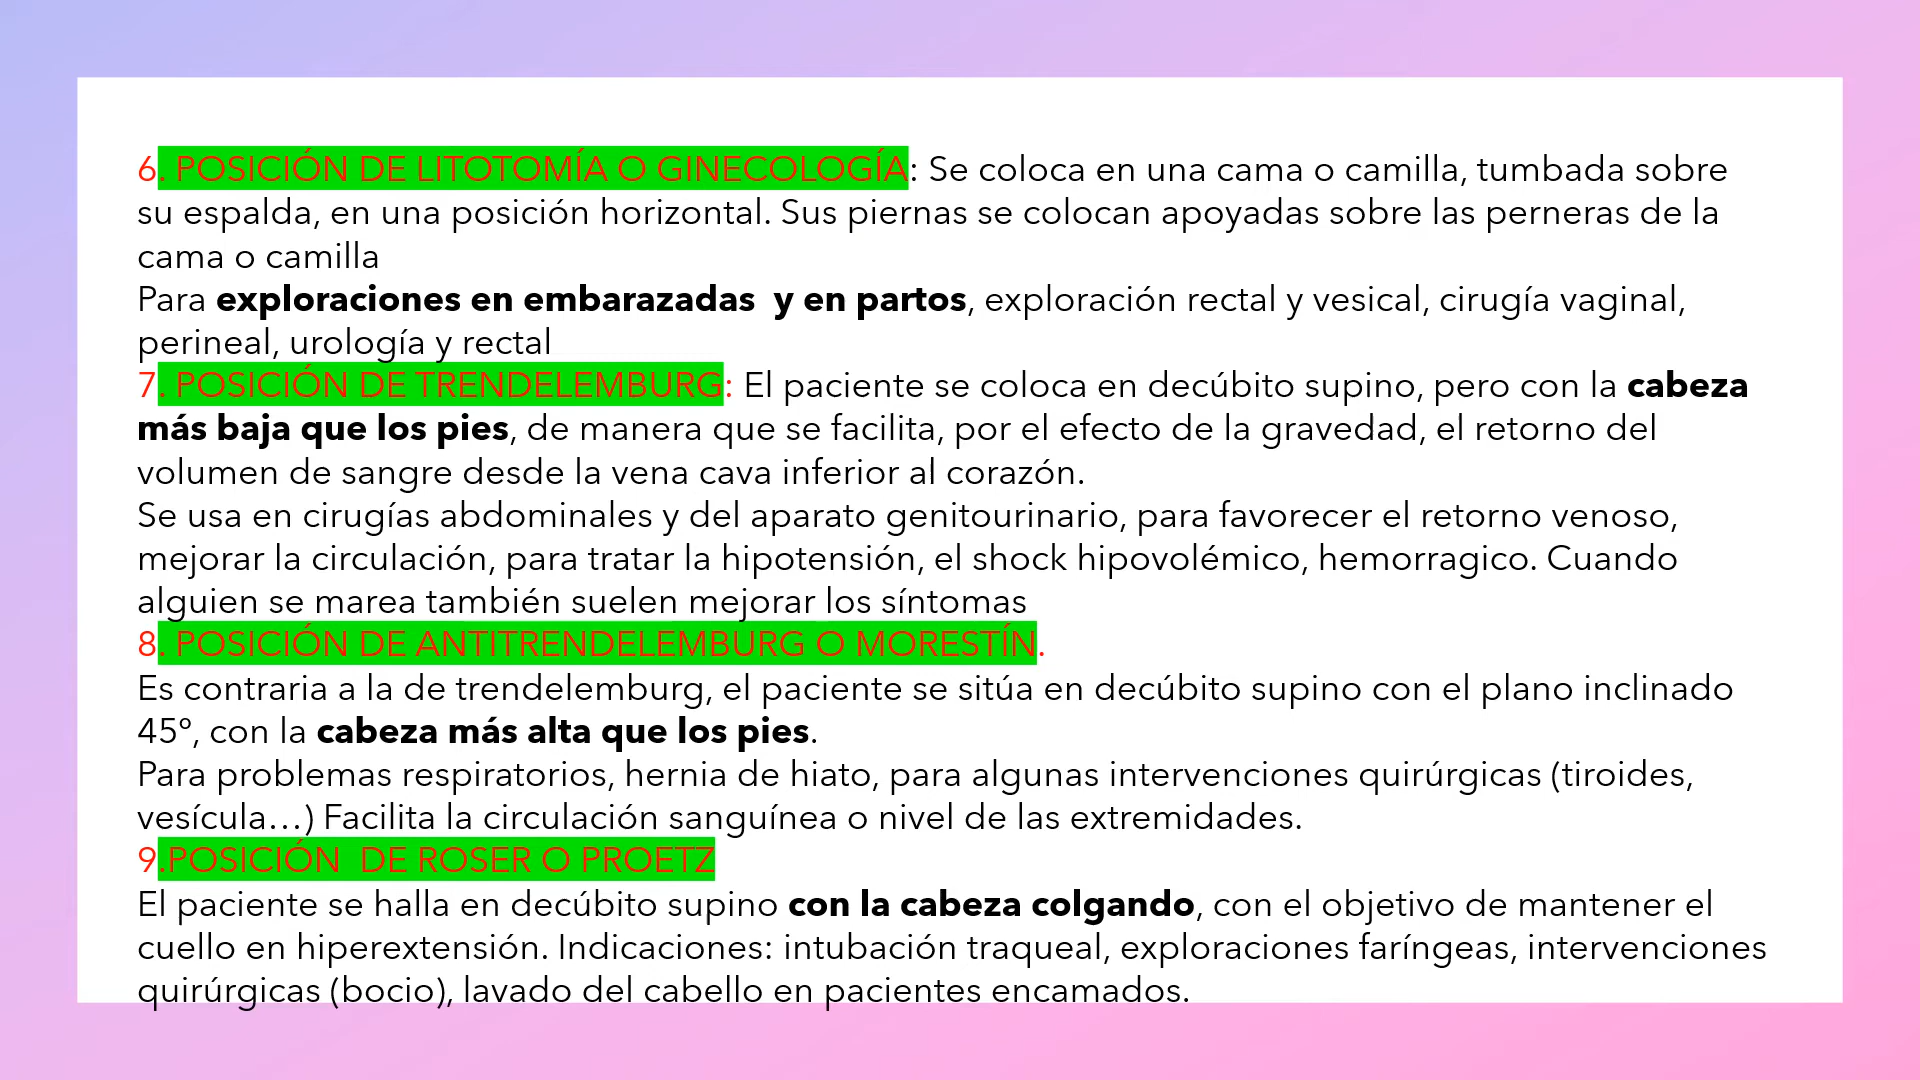 6. POSICIÓN DE LITOTOMÍA O GINECOLOGÍA: Se coloca en una cama o camilla, tumbada sobre
su espalda, en una posición horizontal. Sus piernas se colocan apoyadas sobre las perneras de la
cama o camilla
Para exploraciones en embarazadas  y en partos, exploración rectal y vesical, cirugía vaginal,
perineal, urología y rectal
7. POSICIÓN DE TRENDELEMBURG: El paciente se coloca en decúbito supino, pero con la cabeza
más baja que los pies, de manera que se facilita, por el efecto de la gravedad, el retorno del
volumen de sangre desde la vena cava inferior al corazón.
Se usa en cirugías abdominales y del aparato genitourinario, para favorecer el retorno venoso,
mejorar la circulación, para tratar la hipotensión, el shock hipovolémico, hemorragico. Cuando
alguien se marea también suelen mejorar los síntomas
8. POSICIÓN DE ANTITRENDELEMBURG O MORESTÍN.
Es contraria a la de trendelemburg, el paciente se sitúa en decúbito supino con el plano inclinado
45º, con la cabeza más alta que los pies.
Para problemas respiratorios, hernia de hiato, para algunas intervenciones quirúrgicas (tiroides,
vesícula…) Facilita la circulación sanguínea o nivel de las extremidades.
9.POSICIÓN  DE ROSER O PROETZ
El paciente se halla en decúbito supino con la cabeza colgando, con el objetivo de mantener el
cuello en hiperextensión. Indicaciones: intubación traqueal, exploraciones faríngeas, intervenciones
quirúrgicas (bocio), lavado del cabello en pacientes encamados.